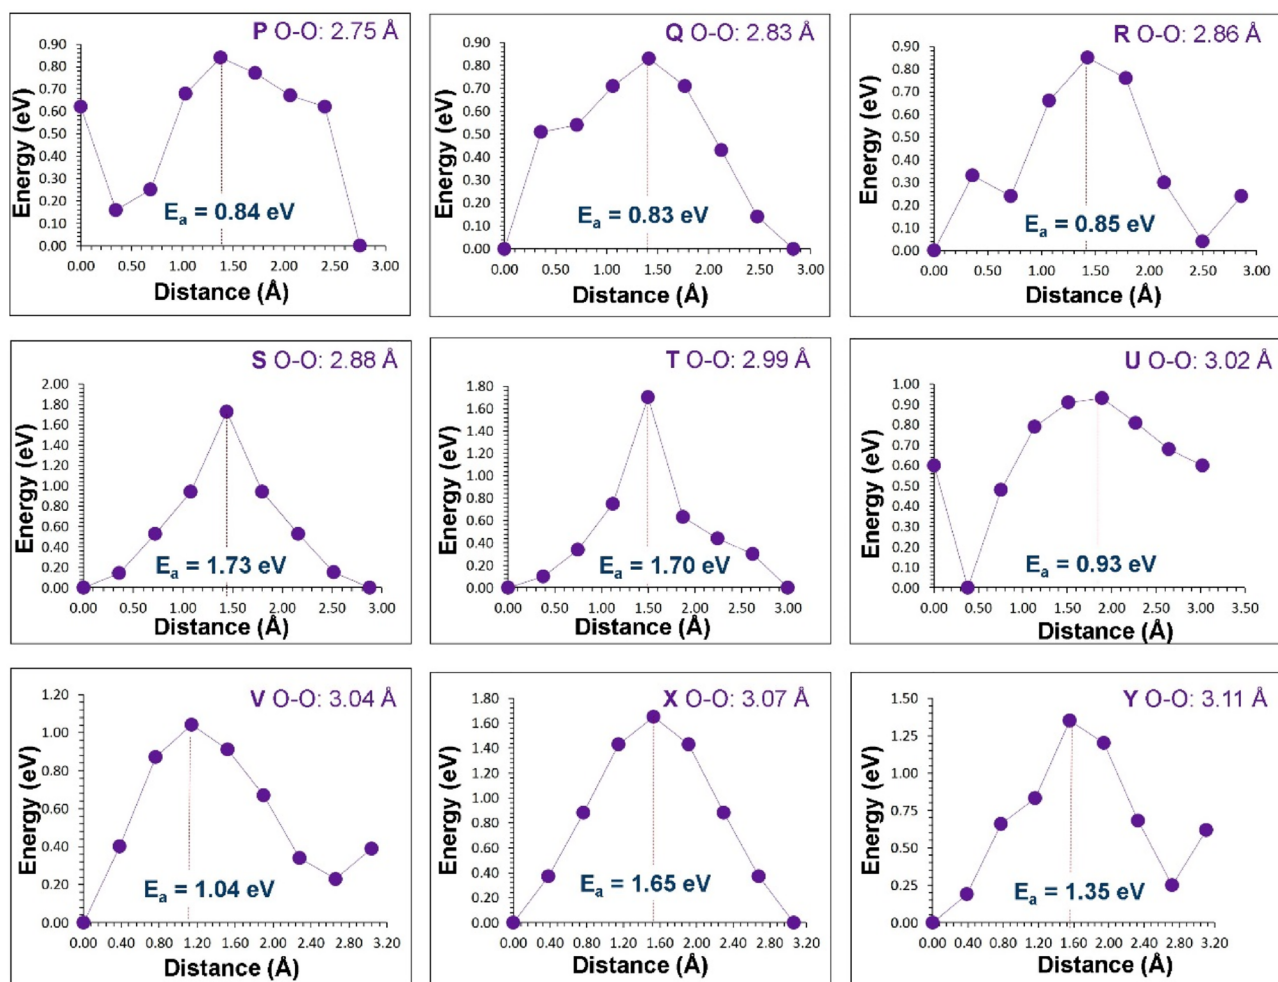 P O-O: 2.75 Å
0.90
0.80
0.70
0.60
0.50
0.40
0.30
0.20
0.10
0.00
Energy (eV)
Ea = 0.84 eV
0.00 0.50 1.00 1.50 2.00 2.50 3.00
Distance (Å)
Q O-O: 2.83 Å
0.90
0.80
0.70
0.60
0.50
0.40
0.30
0.20
0.10
0.00
Energy (eV)
Ea = 0.83 eV
0.00 0.50 1.00 1.50 2.00 2.50 3.00
Distance (Å)
R O-O: 2.86 Å
0.90
0.80
0.70
0.60
0.50
0.40
0.30
0.20
0.10
0.00
Energy (eV)
Ea = 0.85 eV
0.00 0.50 1.00 1.50 2.00 2.50 3.00
Distance (Å)
S O-O: 2.88 Å
2.00
1.80
1.60
1.40
1.20
1.00
0.80
0.60
0.40
0.20
0.00
Energy (eV)
Ea = 1.73 eV
0.00 0.50 1.00 1.50 2.00 2.50 3.00
Distance (Å)
T O-O: 2.99 Å
1.80
1.60
1.40
1.20
1.00
0.80
0.60
0.40
0.20
0.00
Energy (eV)
Ea = 1.70 eV
0.00 0.50 1.00 1.50 2.00 2.50 3.00
Distance (Å)
U O-O: 3.02 Å
1.00
0.90
0.80
0.70
0.60
0.50
0.40
0.30
0.20
0.10
0.00
Energy (eV)
Ea = 0.93 eV
0.00 0.50 1.00 1.50 2.00 2.50 3.00 3.50
Distance (Å)
V O-O: 3.04 Å
1.20
1.00
0.80
0.60
0.40
0.20
0.00
Energy (eV)
Ea = 1.04 eV
0.00 0.40 0.80 1.20 1.60 2.00 2.40 2.80 3.20
Distance (Å)
X O-O: 3.07 Å
1.80
1.60
1.40
1.20
1.00
0.80
0.60
0.40
0.20
0.00
Energy (eV)
Ea = 1.65 eV
0.00 0.40 0.80 1.20 1.60 2.00 2.40 2.80 3.20
Distance (Å)
Y O-O: 3.11 Å
1.50
1.25
1.00
0.75
0.50
0.25
0.00
Energy (eV)
Ea = 1.35 eV
0.00 0.40 0.80 1.20 1.60 2.00 2.40 2.80 3.20
Distance (Å)